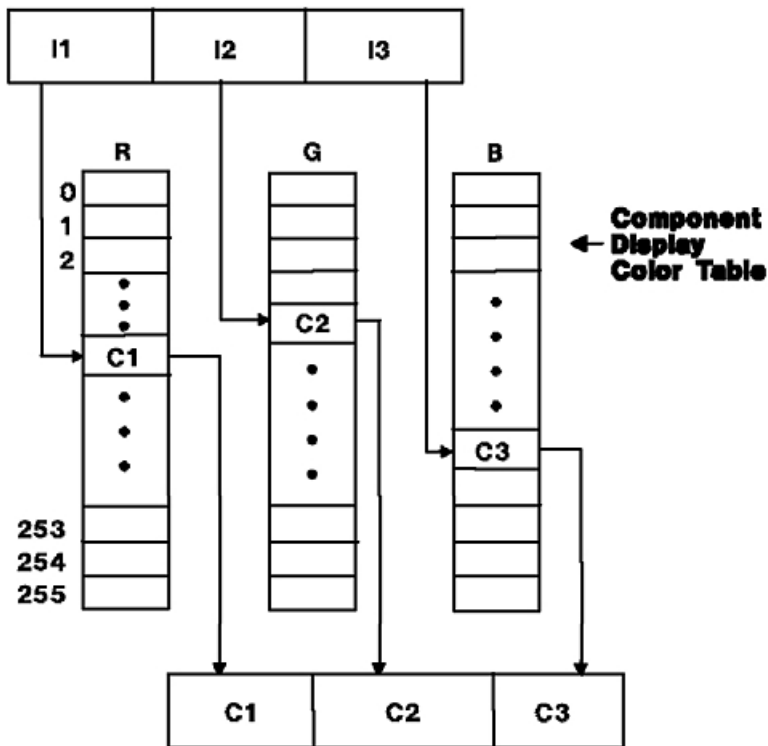 I1 I2 I3
R G B
0
1
2
Component
Display
Color Table
C2
C1
C3
253
254
255
C1 C2 C3